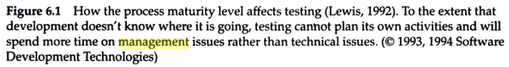 Figure 6.1 How the process maturity level affects testing (Lewis, 1992). To the extent that
development doesn't know where it is going, testing cannot plan its own activities and will
spend more time on management issues rather than technical issues. (© 1993, 1994 Software
Development Technologies)